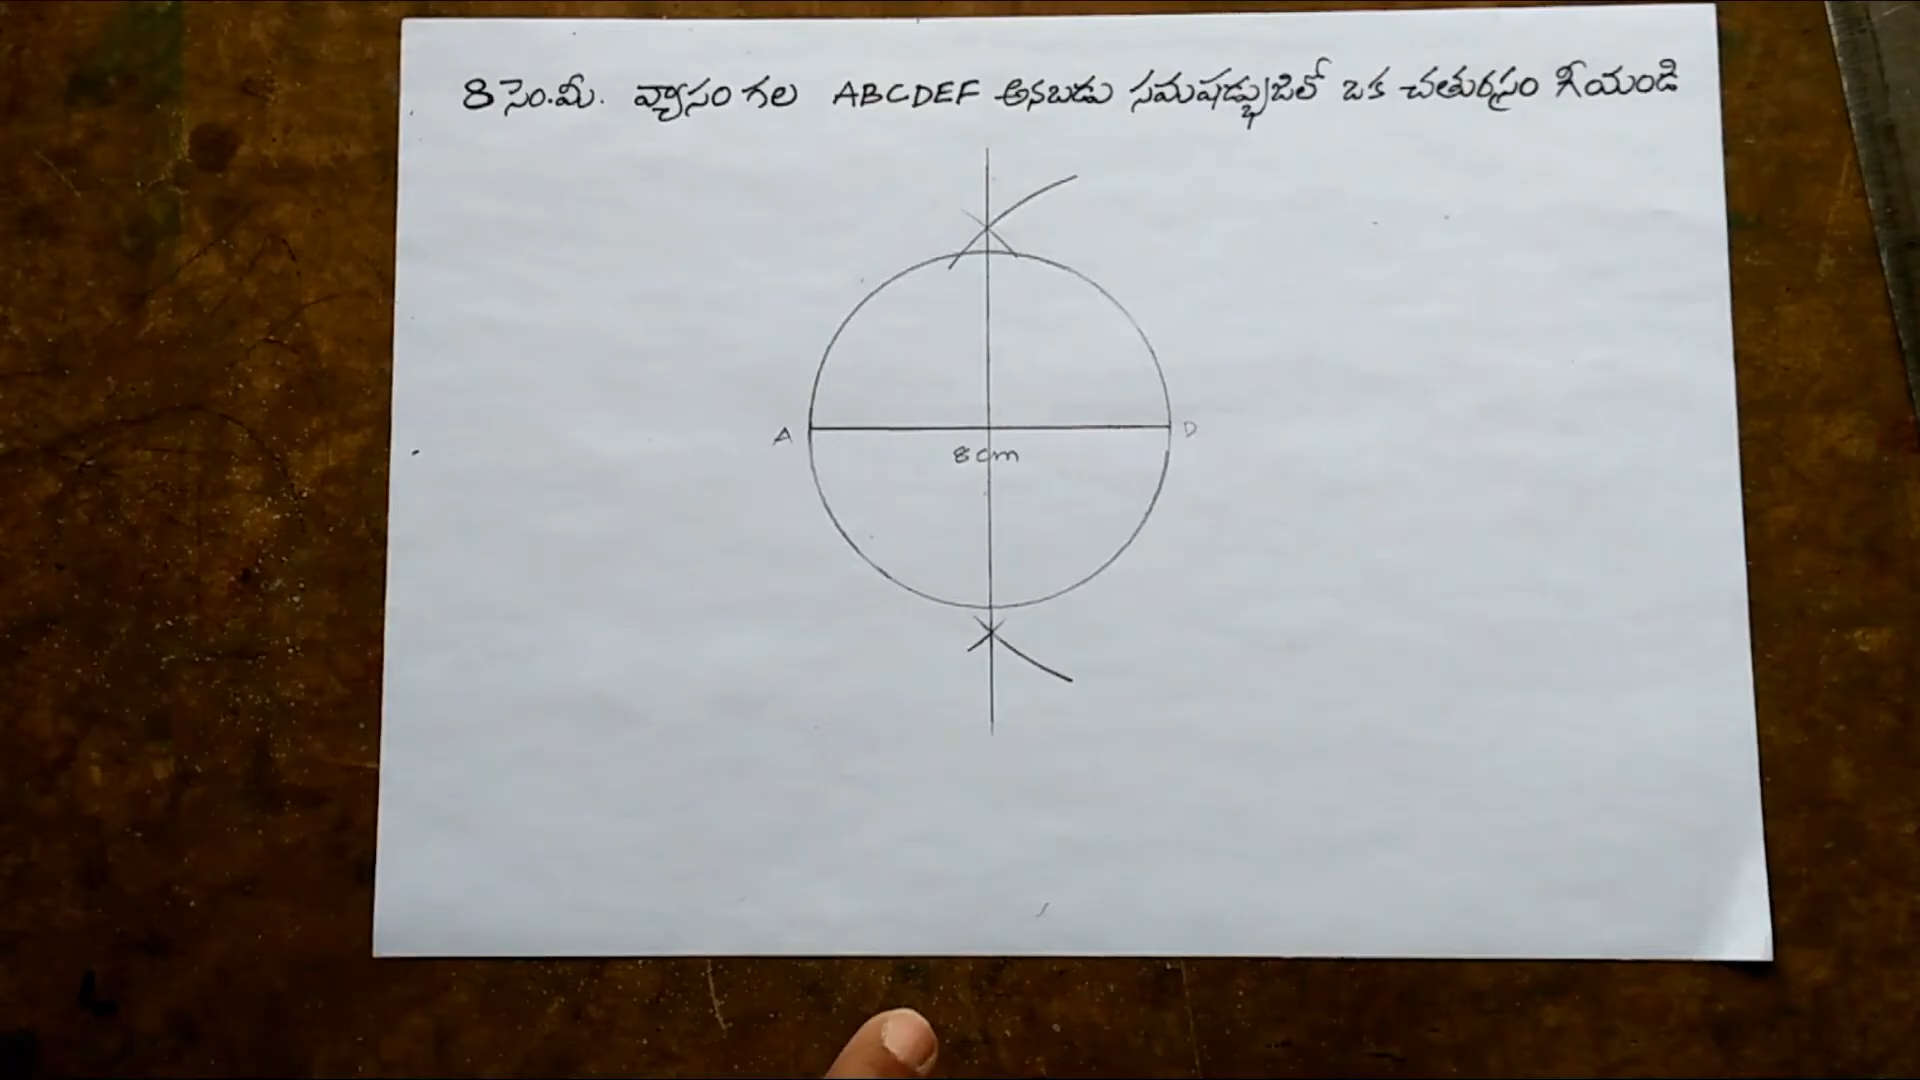 8 సెం.మీ. వ్యాసం గల ABCDEF అనబడు సమషడ్భుజిలో ఒక చతురస్రం గీయండి
A D
8cm